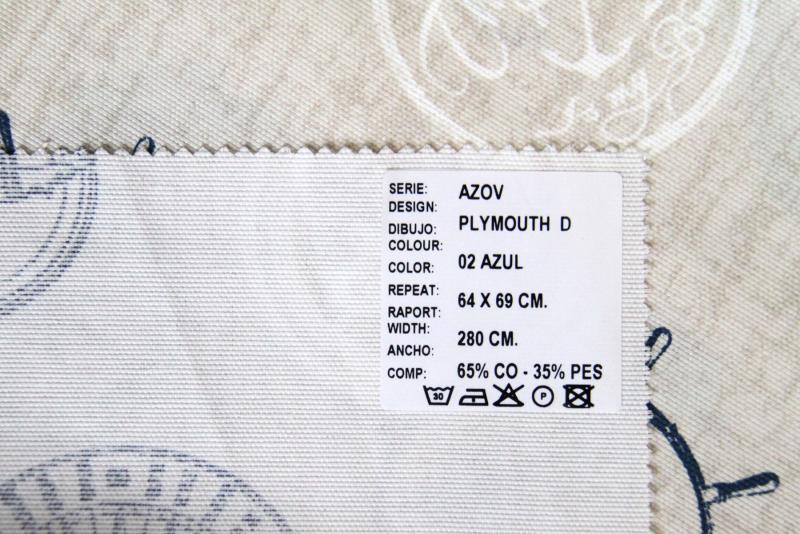 SERIE: AZOV
DESIGN:
DIBUJO: PLYMOUTH D
COLOUR:
COLOR: 02 AZUL
REPEAT:
RAPORT: 64 X 69 CM.
WIDTH:
ANCHO: 280 CM.
COMP: 65% CO - 35% PES
30 P